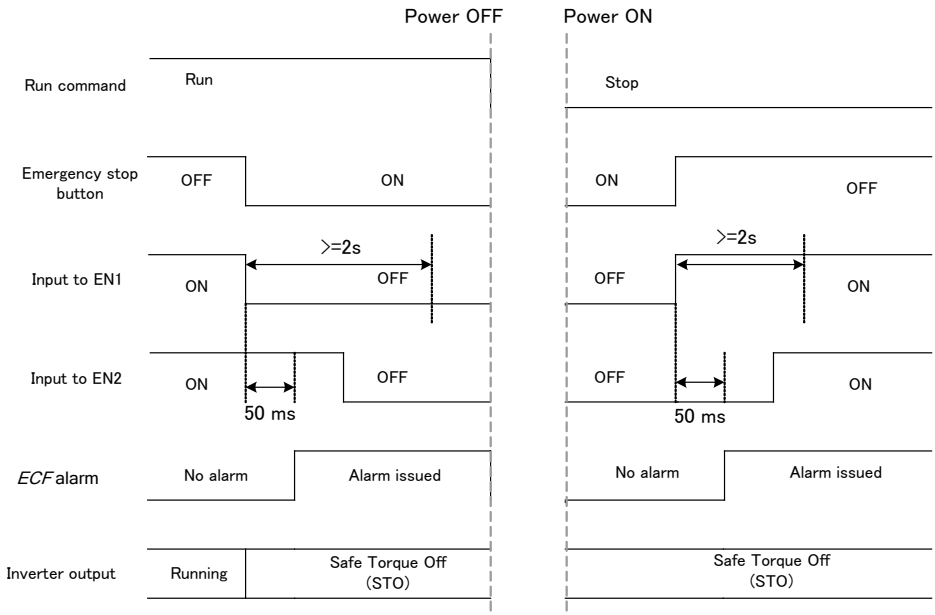 Power OFF
Power ON
Run command
Run
Stop
Emergency stop
button
OFF
ON
ON
OFF
Input to EN1
ON
>=2s
OFF
OFF
>=2s
ON
Input to EN2
ON
50 ms
OFF
OFF
50 ms
ON
ECF alarm
No alarm
Alarm issued
No alarm
Alarm issued
Inverter output
Running
Safe Torque Off
(STO)
Safe Torque Off
(STO)